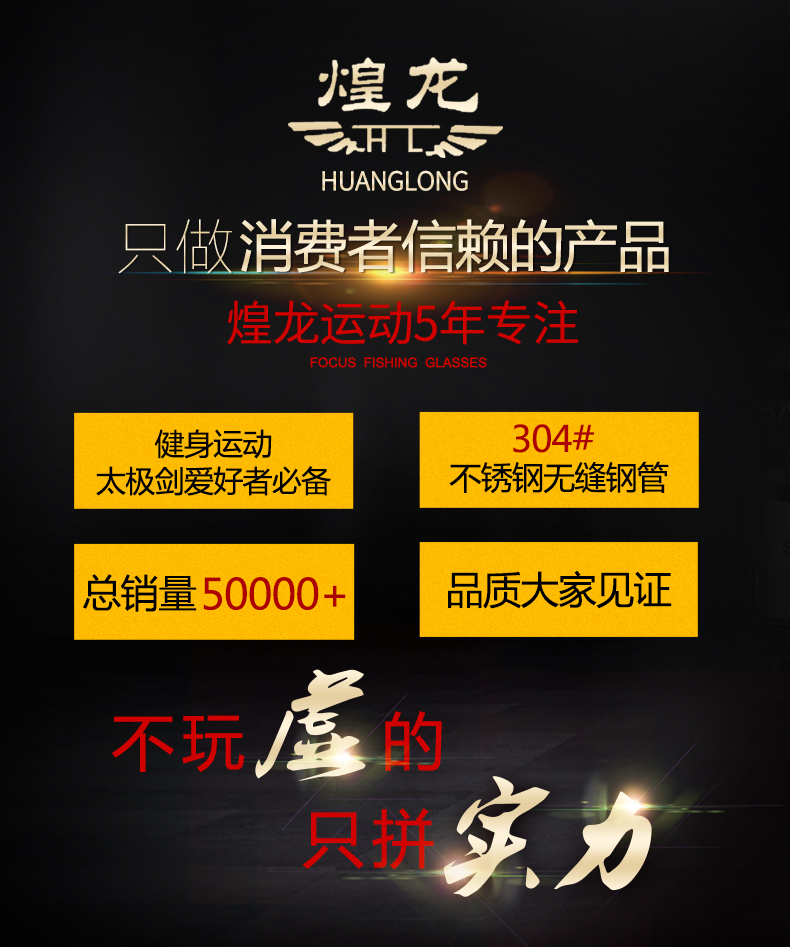 煌龙
HL
HUANGLONG
只做消费者信赖的产品
煌龙运动5年专注
FOCUS FISHING GLASSES
健身运动
太极剑爱好者必备
304#
不锈钢无缝钢管
总销量50000+
品质大家见证
不玩虚的
只拼实力